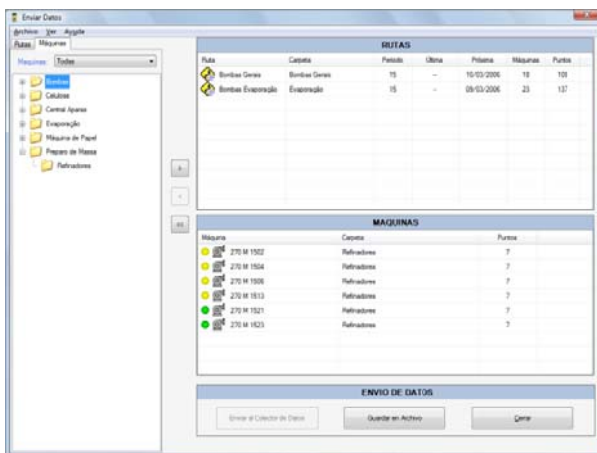 Enviar Datos
Archivo Ver Ayuda
Rutas Máquinas
Máquinas: Todas
Bombas
Celulose
Central Aparas
Evaporação
Máquina de Papel
Preparo de Massa
Refinadores
>
<
<<
RUTAS
Ruta Carpeta Periodo Última Próxima Máquinas Puntos
Bombas Gerais Bombas Gerais 15 -- 10/03/2006 18 108
Bombas Evaporação Evaporação 15 - 09/03/2006 23 137
MAQUINAS
Máquina Carpeta Puntos
270 M 1502 Refinadores 7
270 M 1504 Refinadores 7
270 M 1506 Refinadores 7
270 M 1513 Refinadores 7
270 M 1521 Refinadores 7
270 M 1523 Refinadores 7
ENVIO DE DATOS
Enviar al Colector de Datos Guardar en Archivo Cerrar